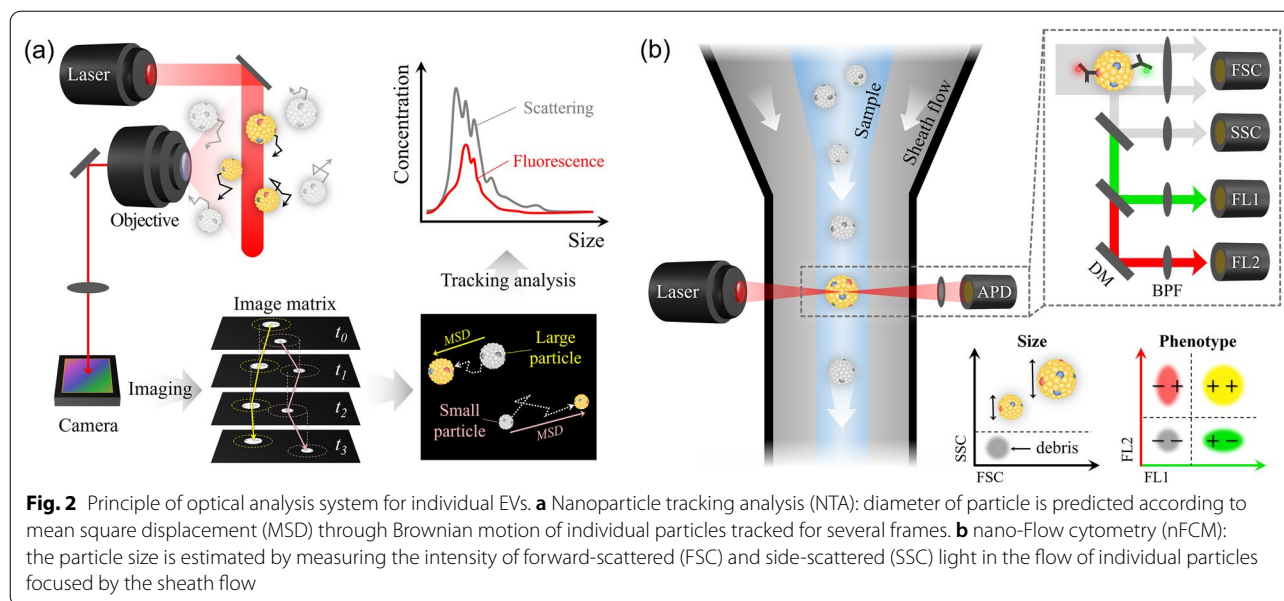 (a)
Laser
Objective
Camera
Imaging
Image matrix
t0
t1
t2
t3
Concentration
Scattering
Fluorescence
Size
Tracking analysis
MSD
Large
particle
Small
particle
MSD
(b)
Sample
Sheath flow
Laser
APD
FSC
SSC
FL1
FL2
DM
BPF
Size
SSC
debris
FSC
Phenotype
FL2
− +
+ +
− −
+ −
FL1
Fig. 2 Principle of optical analysis system for individual EVs. a Nanoparticle tracking analysis (NTA): diameter of particle is predicted according to
mean square displacement (MSD) through Brownian motion of individual particles tracked for several frames. b nano-Flow cytometry (nFCM):
the particle size is estimated by measuring the intensity of forward-scattered (FSC) and side-scattered (SSC) light in the flow of individual particles
focused by the sheath flow